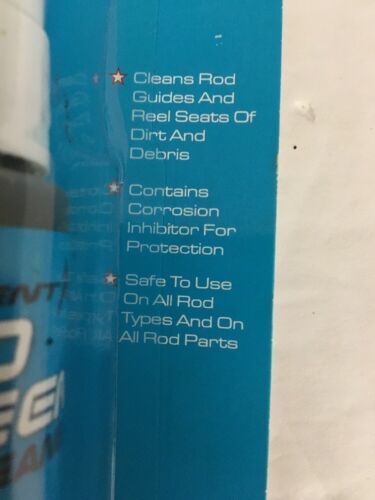 Cleans Rod
Guides And
Reel Seats Of
Dirt And
Debris
Contains
Corrosion
Inhibitor For
Protection
Safe To Use
On All Rod
Types And On
All Rod Parts